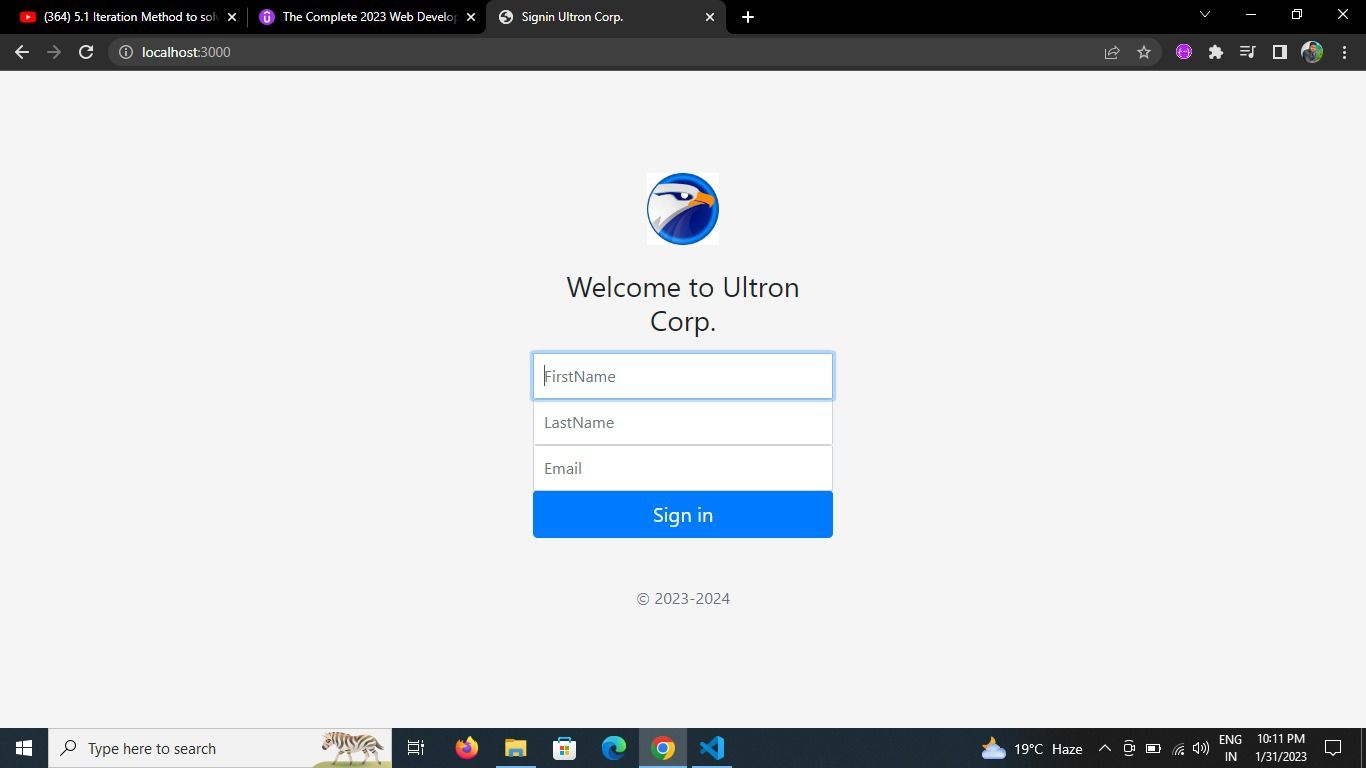 (364) 5.1 Iteration Method to sol
The Complete 2023 Web Develop
Signin Ultron Corp.
localhost:3000
Welcome to Ultron
Corp.
FirstName
LastName
Email
Sign in
© 2023-2024
Type here to search
19°C Haze
ENG
IN
10:11 PM
1/31/2023